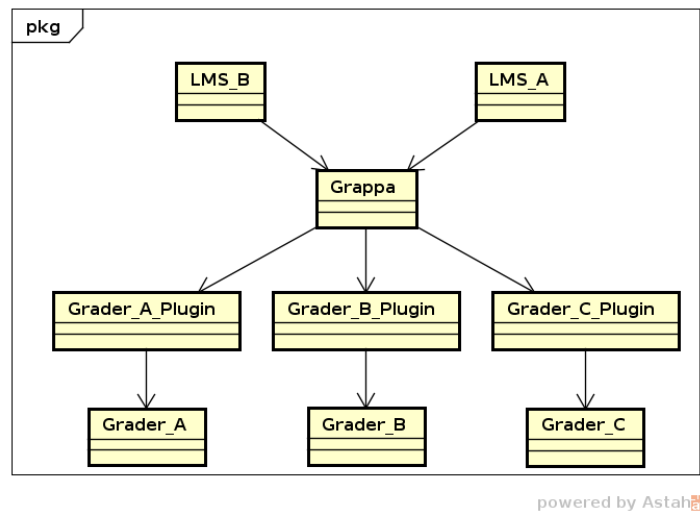 pkg
LMS_B
LMS_A
Grappa
Grader_A_Plugin
Grader_B_Plugin
Grader_C_Plugin
Grader_A
Grader_B
Grader_C
powered by Astah